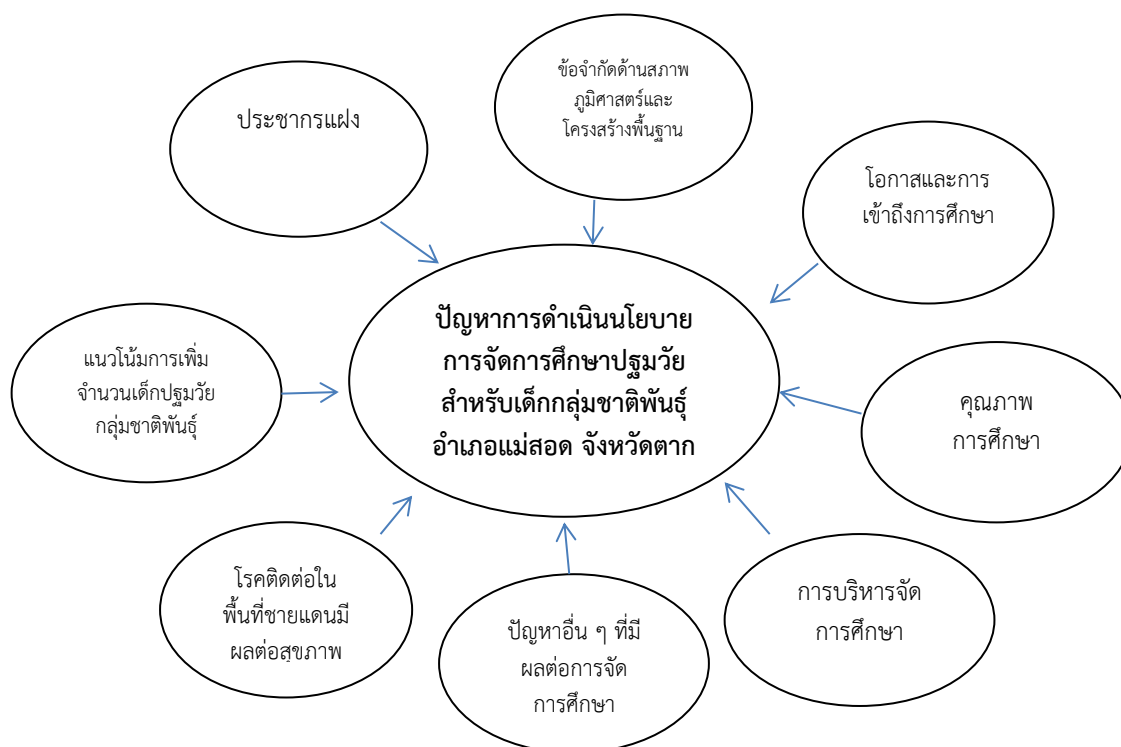 ข้อจำกัดด้านสภาพ
ภูมิศาสตร์และ
โครงสร้างพื้นฐาน
ประชากรแฝง
โอกาสและการ
เข้าถึงการศึกษา
ปัญหาการดำเนินนโยบาย
การจัดการศึกษาปฐมวัย
สำหรับเด็กกลุ่มชาติพันธุ์
อำเภอแม่สอด จังหวัดตาก
แนวโน้มการเพิ่ม
จำนวนเด็กปฐมวัย
กลุ่มชาติพันธุ์
คุณภาพ
การศึกษา
โรคติดต่อใน
พื้นที่ชายแดนมี
ผลต่อสุขภาพ
ปัญหาอื่น ๆ ที่มี
ผลต่อการจัด
การศึกษา
การบริหารจัด
การศึกษา